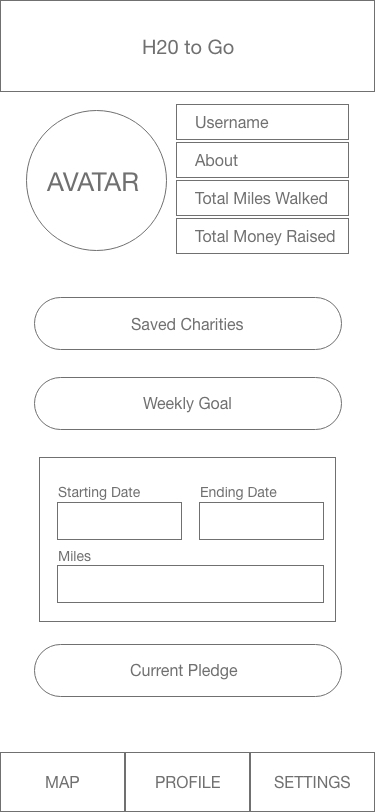 H20 to Go
AVATAR
Username
About
Total Miles Walked
Total Money Raised
Saved Charities
Weekly Goal
Starting Date
Ending Date
Miles
Current Pledge
MAP
PROFILE
SETTINGS